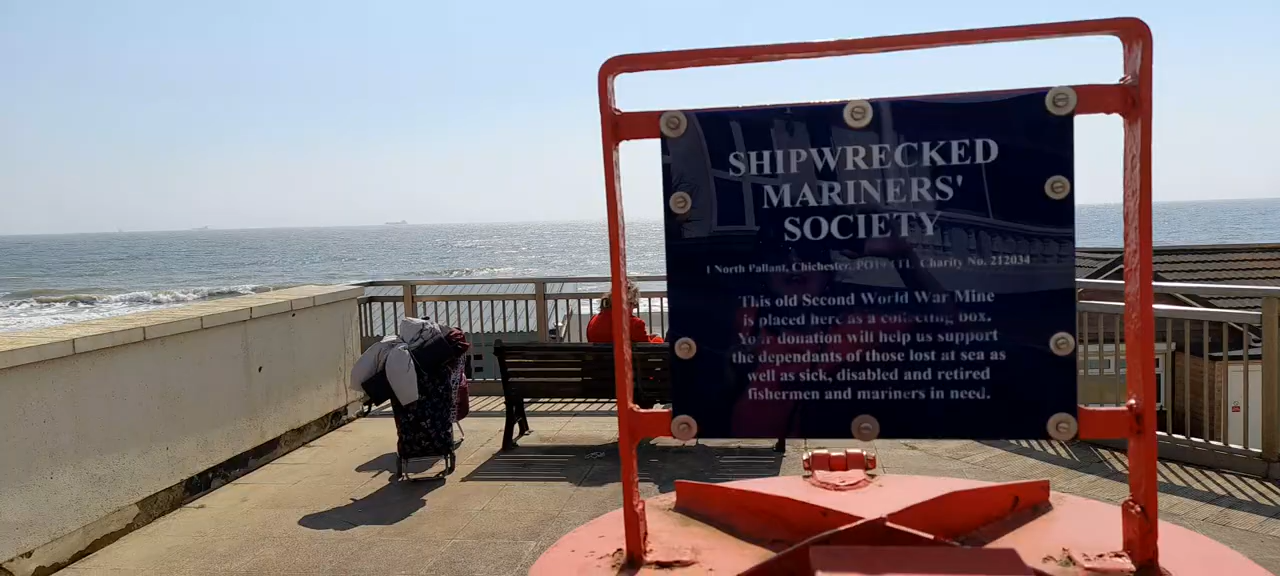 SHIPWRECKED
MARINERS'
SOCIETY
1 North Pallant, Chichester, Charity No. 212034
This old Second World War Mine
is placed here as a collecting box.
Your donation will help us support
the dependants of those lost at sea as
well as sick, disabled and retired
fishermen and mariners in need.